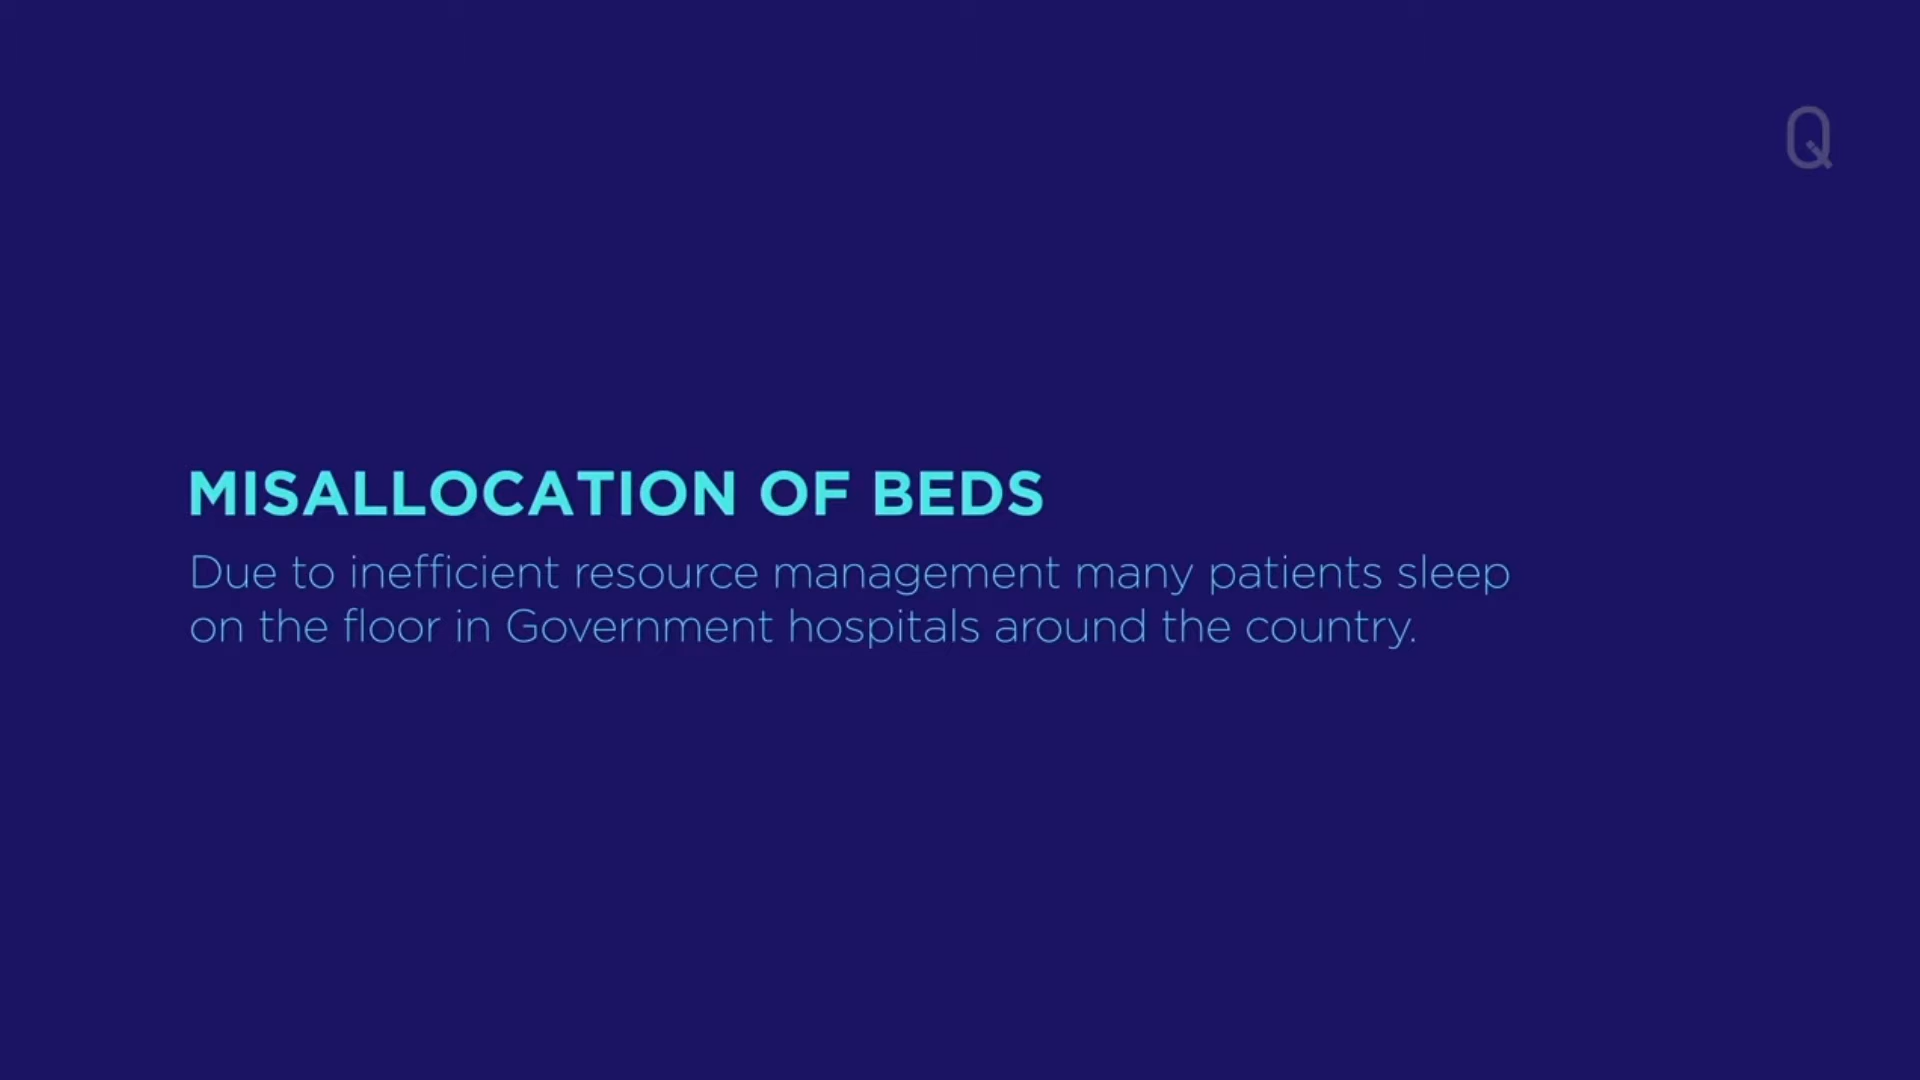 Q
MISALLOCATION OF BEDS
Due to inefficient resource management many patients sleep
on the floor in Government hospitals around the country.